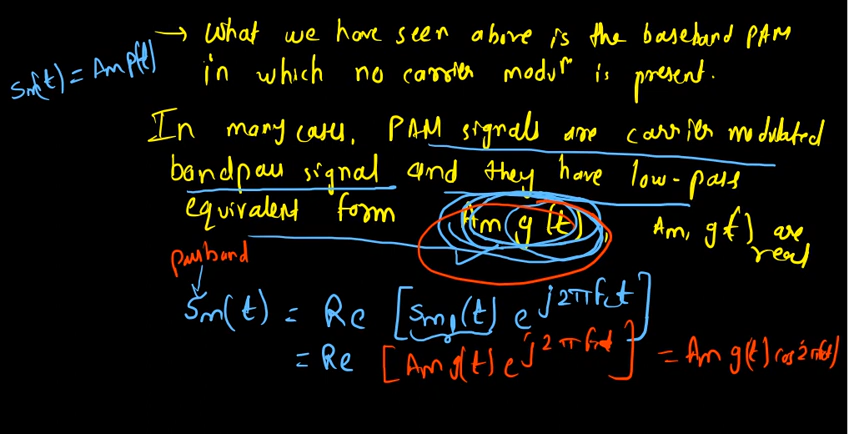 → What we have seen above is the baseband PAM
Sm(t) = Am p(t)
in which no carrier moduⁿ is present.
In many cases, PAM signals are carrier modulated
bandpass signal and they have low-pass
equivalent form Am g(t), Am, g(t) are real
passband
Sm(t) = Re [Sml(t) e^{j2πfct}]
= Re [Am g(t) e^{j2πfct}] = Am g(t) cos(2πfct)